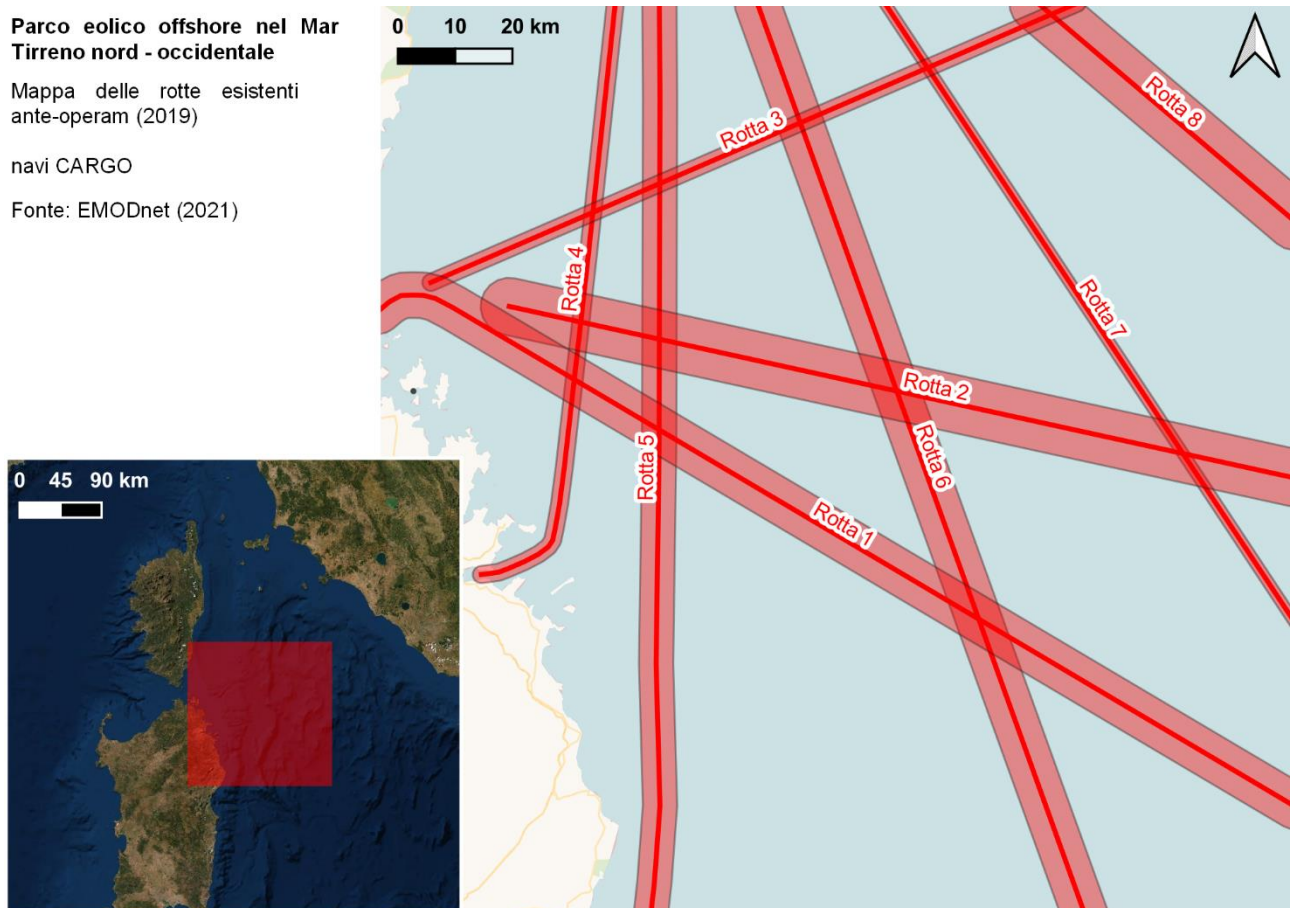 Parco eolico offshore nel Mar
Tirreno nord - occidentale
Mappa delle rotte esistenti
ante-operam (2019)
navi CARGO
Fonte: EMODnet (2021)
0 10 20 km
Rotta 8
Rotta 3
Rotta 4
Rotta 7
Rotta 2
Rotta 5
Rotta 6
Rotta 1
0 45 90 km